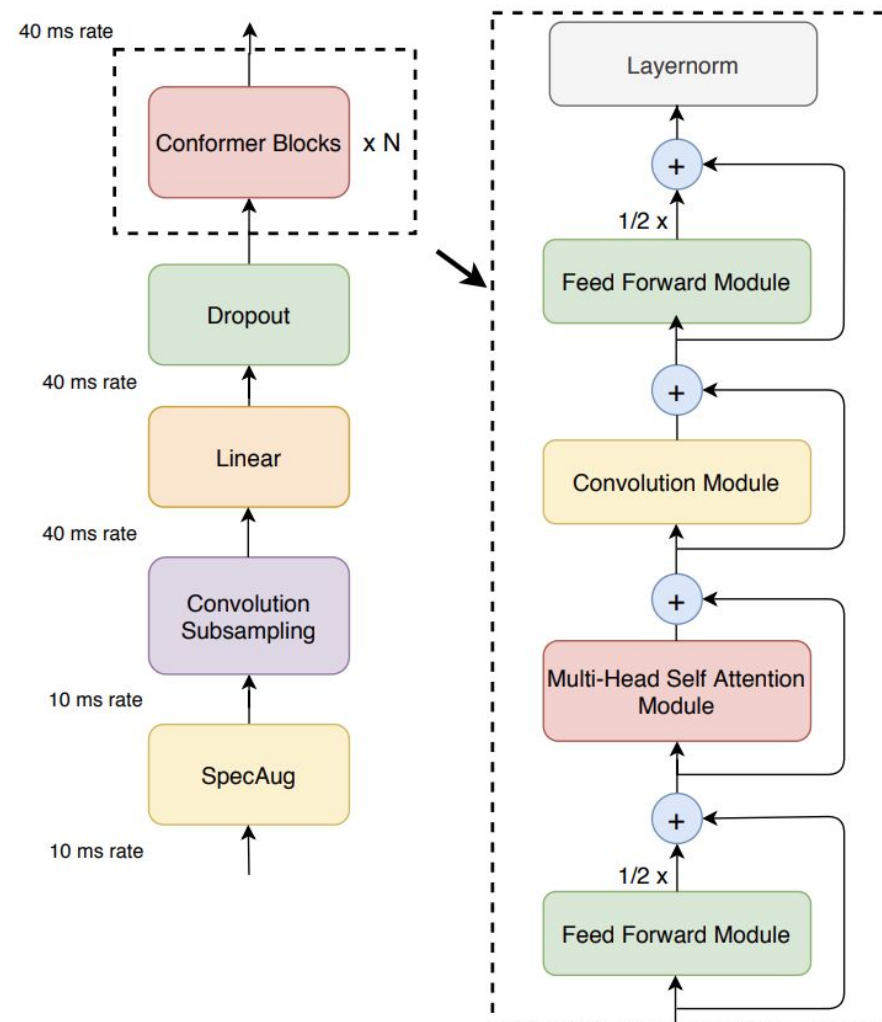 40 ms rate
Conformer Blocks
x N
Dropout
40 ms rate
Linear
40 ms rate
Convolution
Subsampling
10 ms rate
SpecAug
10 ms rate
Layernorm
+
1/2 x
Feed Forward Module
+
Convolution Module
+
Multi-Head Self Attention
Module
+
1/2 x
Feed Forward Module